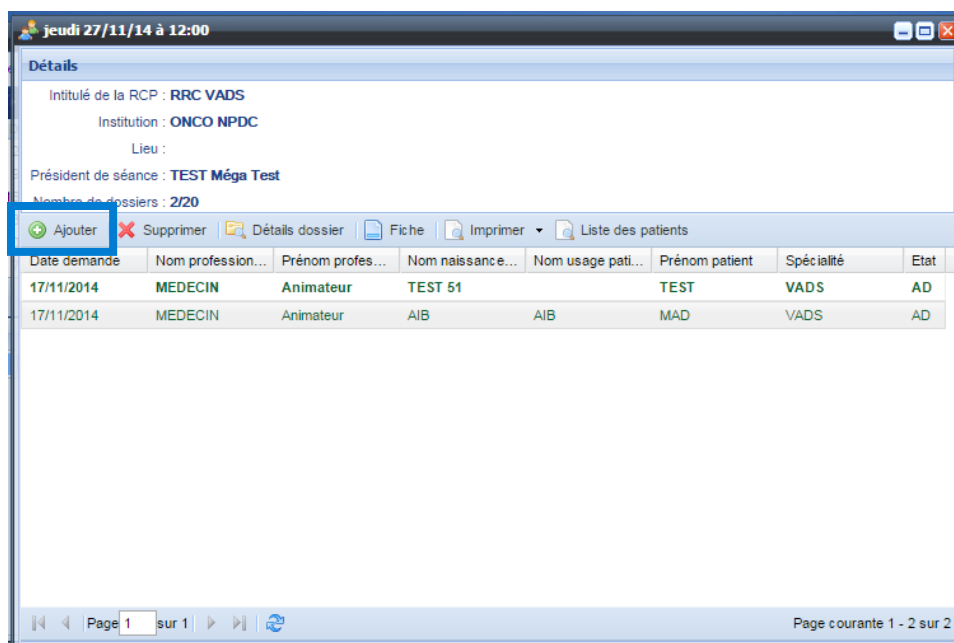 jeudi 27/11/14 à 12:00
Détails
Intitulé de la RCP : RRC VADS
Institution : ONCO NPDC
Lieu :
Président de séance : TEST Méga Test
Nombre de dossiers : 2/20
Ajouter Supprimer Détails dossier Fiche Imprimer Liste des patients
Date demande Nom profession... Prénom profes... Nom naissance... Nom usage pati... Prénom patient Spécialité Etat
17/11/2014 MEDECIN Animateur TEST 51 TEST VADS AD
17/11/2014 MEDECIN Animateur AIB AIB MAD VADS AD
Page 1 sur 1 Page courante 1 - 2 sur 2